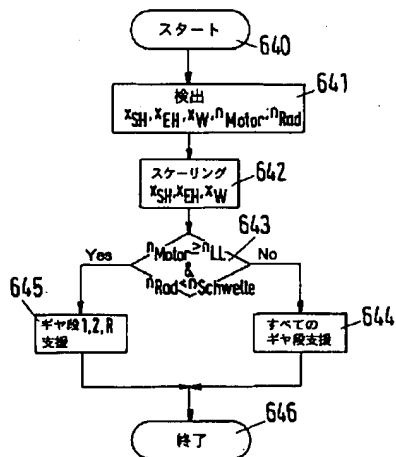 スタート
640
検出
xSH,xEH,xW,nMotor;nRad
641
スケーリング
xSH,xEH,xW
642
nMotor≥nLL
&
nRad<nSchwelle
643
Yes
No
645
ギヤ段1,2,R
支援
すべての
ギヤ段支援
644
終了
646